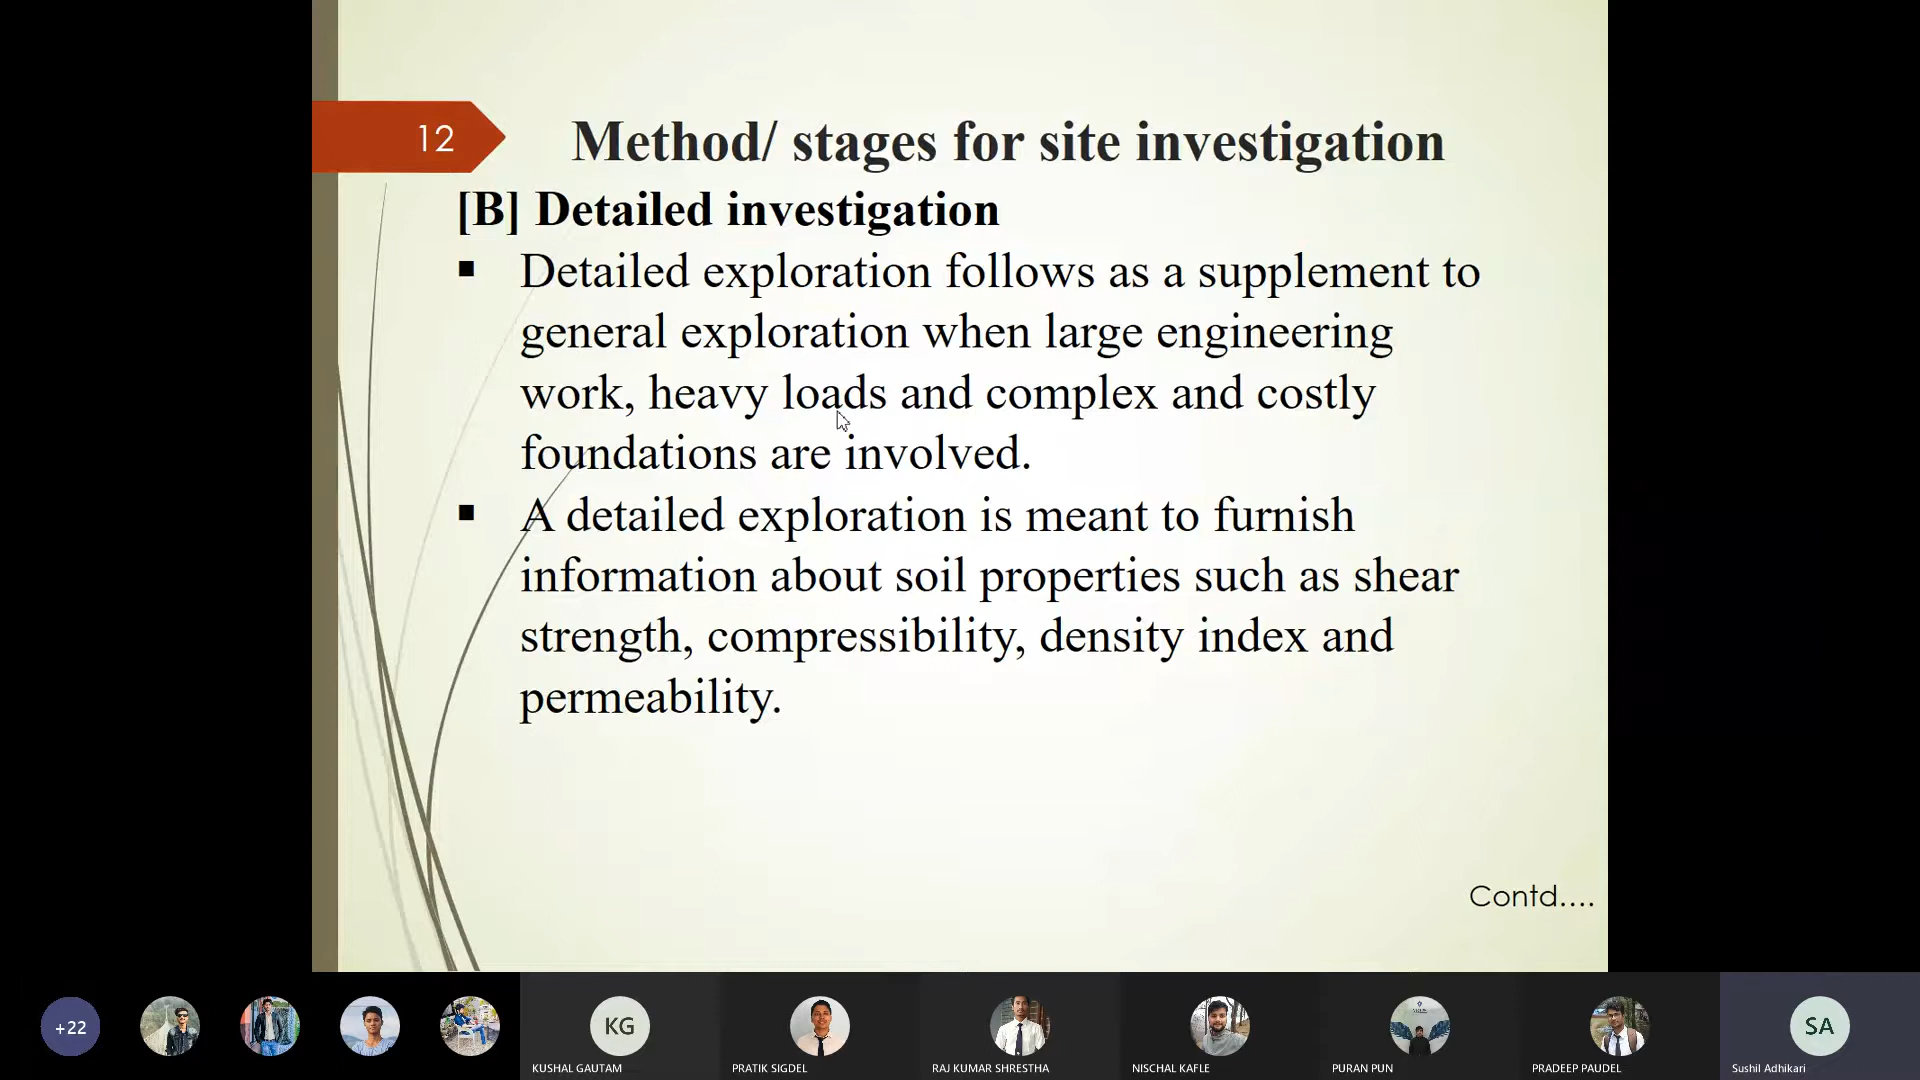 12
Method/ stages for site investigation
[B] Detailed investigation
▪ Detailed exploration follows as a supplement to
general exploration when large engineering
work, heavy loads and complex and costly
foundations are involved.
▪ A detailed exploration is meant to furnish
information about soil properties such as shear
strength, compressibility, density index and
permeability.
Contd....
+22
KG
SA
KUSHAL GAUTAM
PRATIK SIGDEL
RAJ KUMAR SHRESTHA
NISCHAL KAFLE
PURAN PUN
PRADEEP PAUDEL
Sushil Adhikari